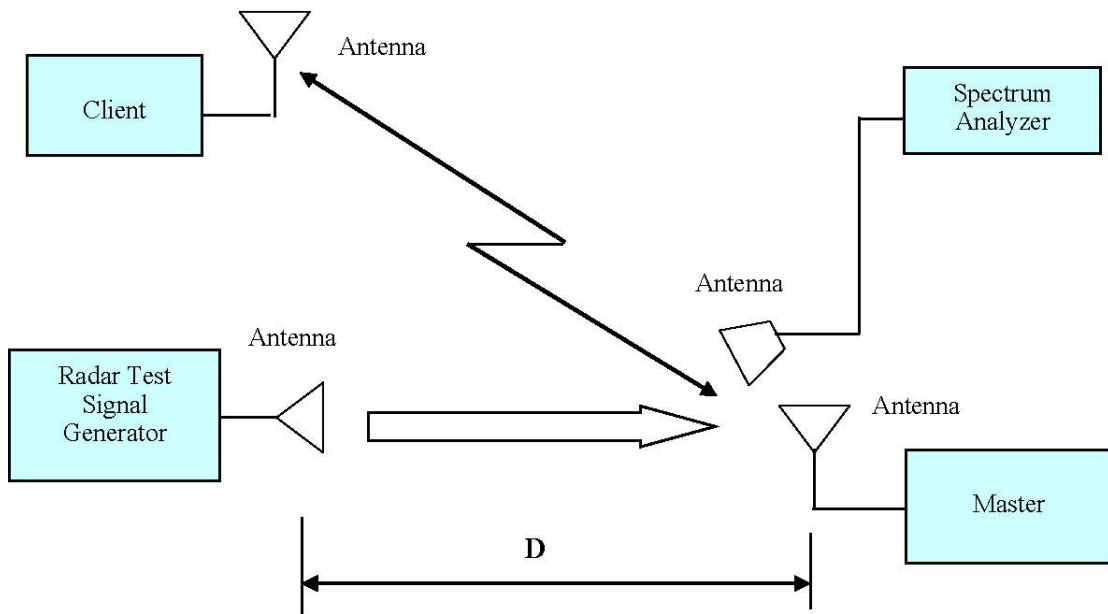 Antenna
Client
Spectrum
Analyzer
Antenna
Antenna
Radar Test
Signal
Generator
Antenna
Master
D